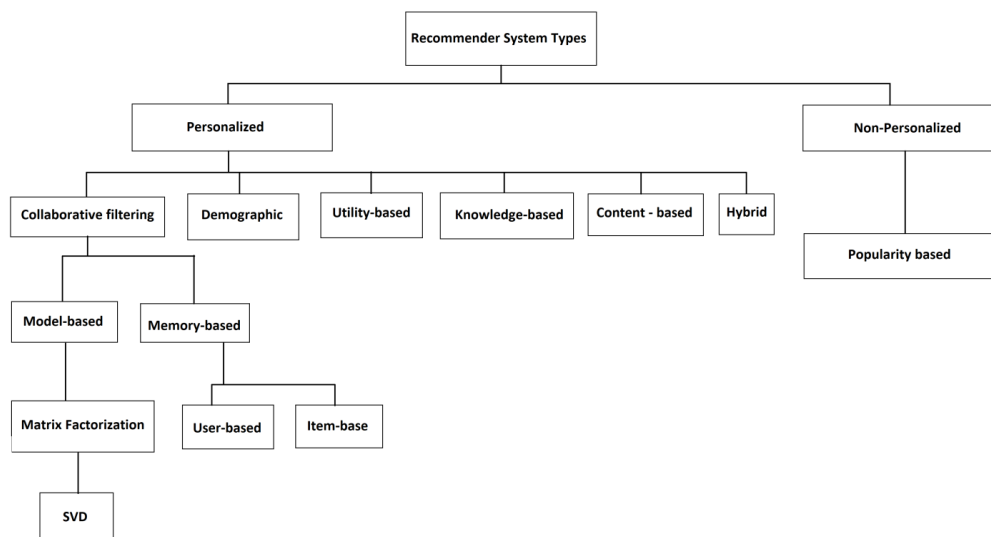 Recommender System Types
Personalized
Non-Personalized
Collaborative filtering
Demographic
Utility-based
Knowledge-based
Content - based
Hybrid
Popularity based
Model-based
Memory-based
Matrix Factorization
User-based
Item-base
SVD